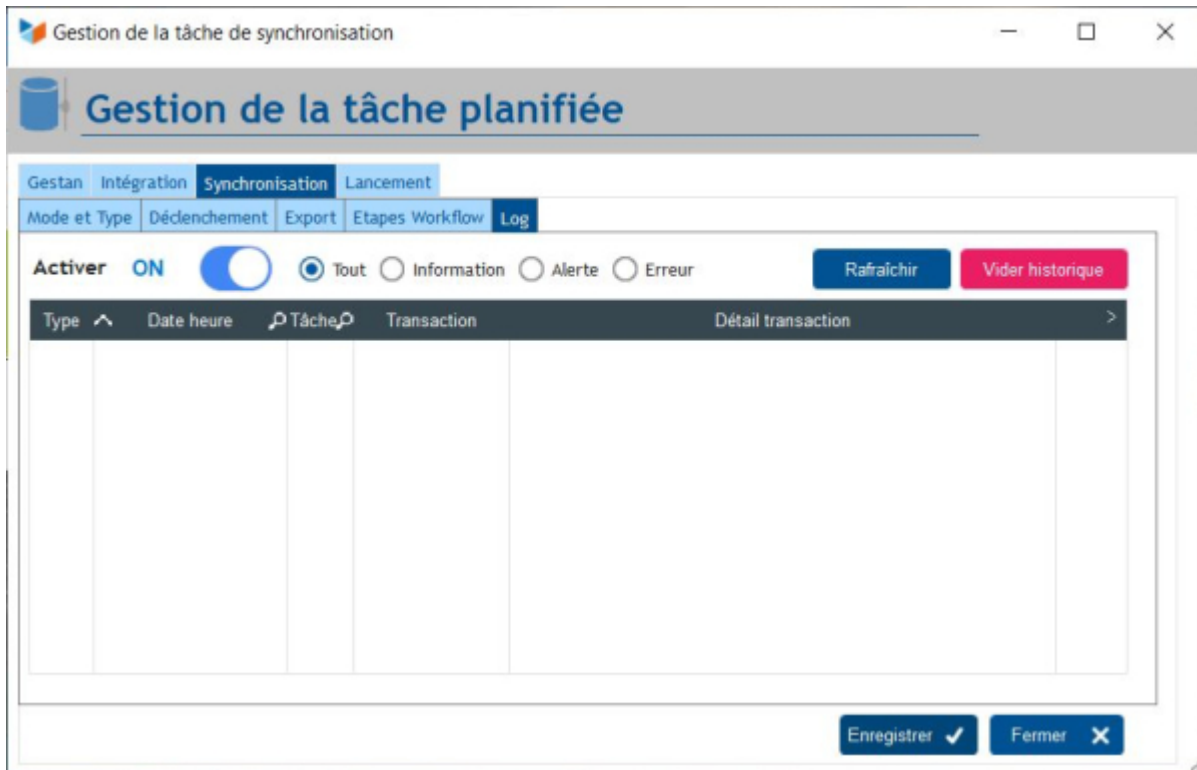 Gestion de la tâche de synchronisation
Gestion de la tâche planifiée
Gestan Intégration Synchronisation Lancement
Mode et Type Déclenchement Export Etapes Workflow Log
Activer ON Tout Information Alerte Erreur Rafraîchir Vider historique
Type Date heure Tâche Transaction Détail transaction >
Enregistrer Fermer